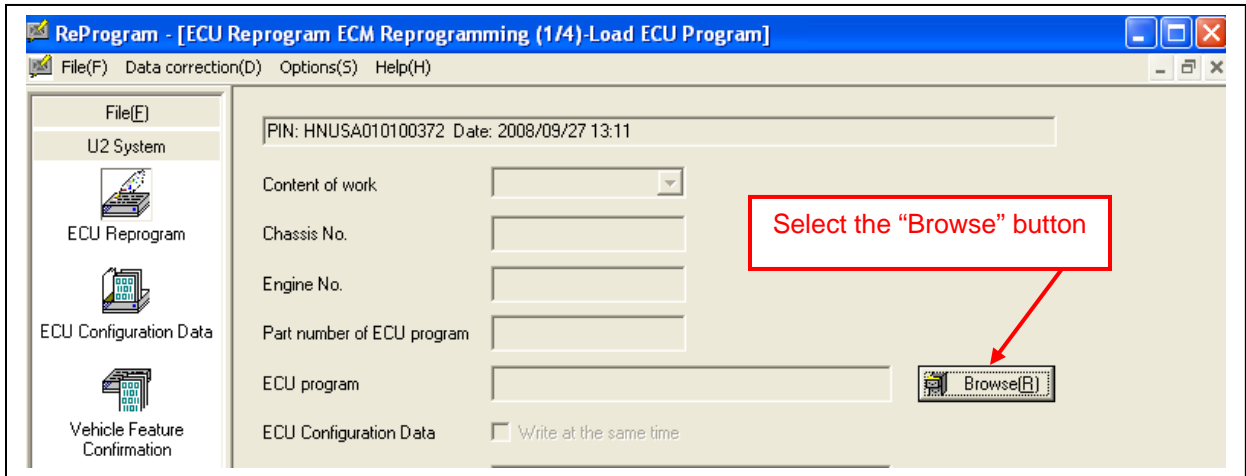 ReProgram - [ECU Reprogram ECM Reprogramming (1/4)-Load ECU Program]
File(F) Data correction(D) Options(S) Help(H)
File(F)
U2 System
ECU Reprogram
ECU Configuration Data
Vehicle Feature
Confirmation
PIN: HNUSA010100372 Date: 2008/09/27 13:11
Content of work
Chassis No.
Engine No.
Part number of ECU program
ECU program
Browse(R)
ECU Configuration Data
Write at the same time
Select the “Browse” button